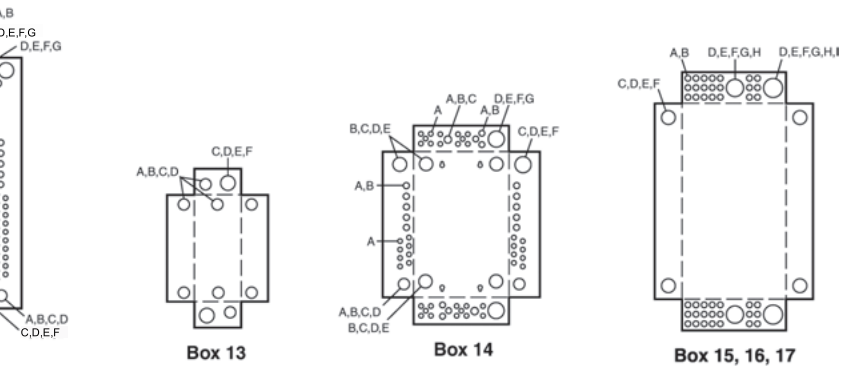 A,B
D,E,F,G
D,E,F,G
A,B,C,D
C,D,E,F
C,D,E,F
A,B,C,D
Box 13
A,B,C
A
A,B
D,E,F,G
B,C,D,E
C,D,E,F
A,B
A
A,B,C,D
B,C,D,E
Box 14
A,B
D,E,F,G,H
D,E,F,G,H,I
C,D,E,F
Box 15, 16, 17